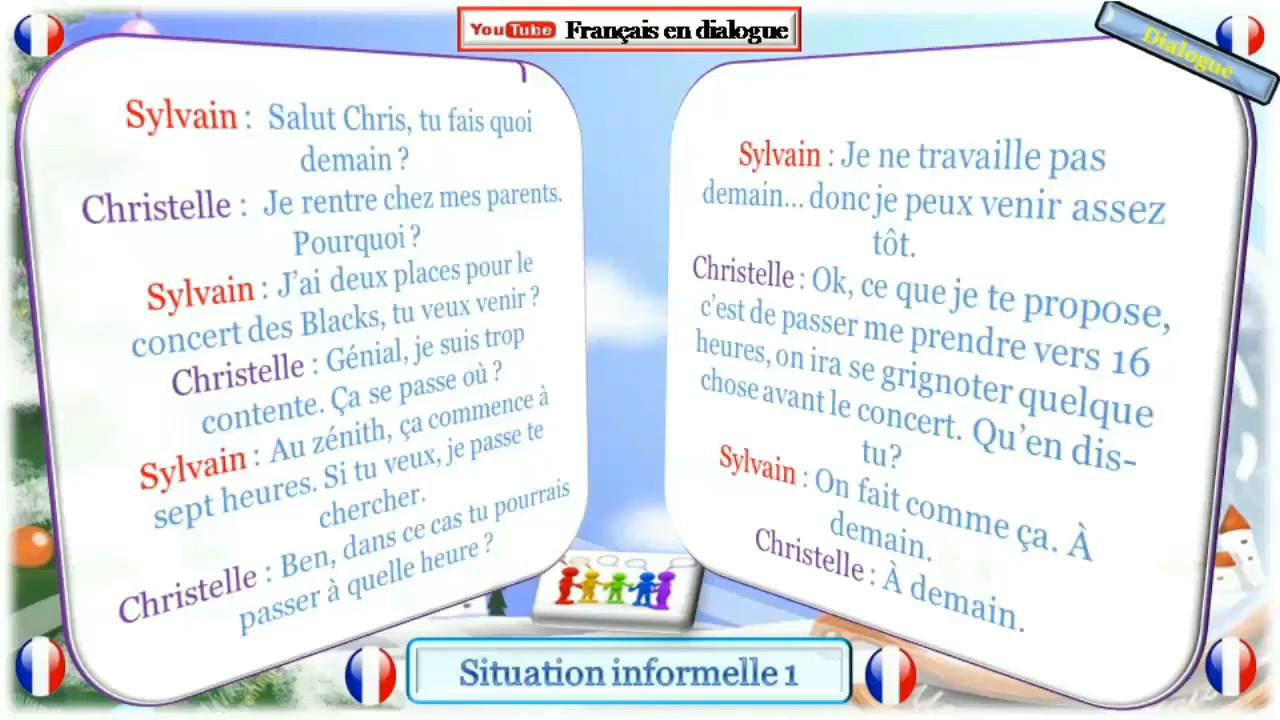 YouTube Français en dialogue
Dialogue
Sylvain : Salut Chris, tu fais quoi
demain ?
Christelle : Je rentre chez mes parents.
Pourquoi ?
Sylvain : J'ai deux places pour le
concert des Blacks, tu veux venir ?
Christelle : Génial, je suis trop
contente. Ça se passe où ?
Sylvain : Au zénith, ça commence à
sept heures. Si tu veux, je passe te
chercher.
Christelle : Ben, dans ce cas tu pourrais
passer à quelle heure ?
Sylvain : Je ne travaille pas
demain... donc je peux venir assez
tôt.
Christelle : Ok, ce que je te propose,
c'est de passer me prendre vers 16
heures, on ira se grignoter quelque
chose avant le concert. Qu'en dis-
tu?
Sylvain : On fait comme ça. À
demain.
Christelle : À demain.
Situation informelle 1